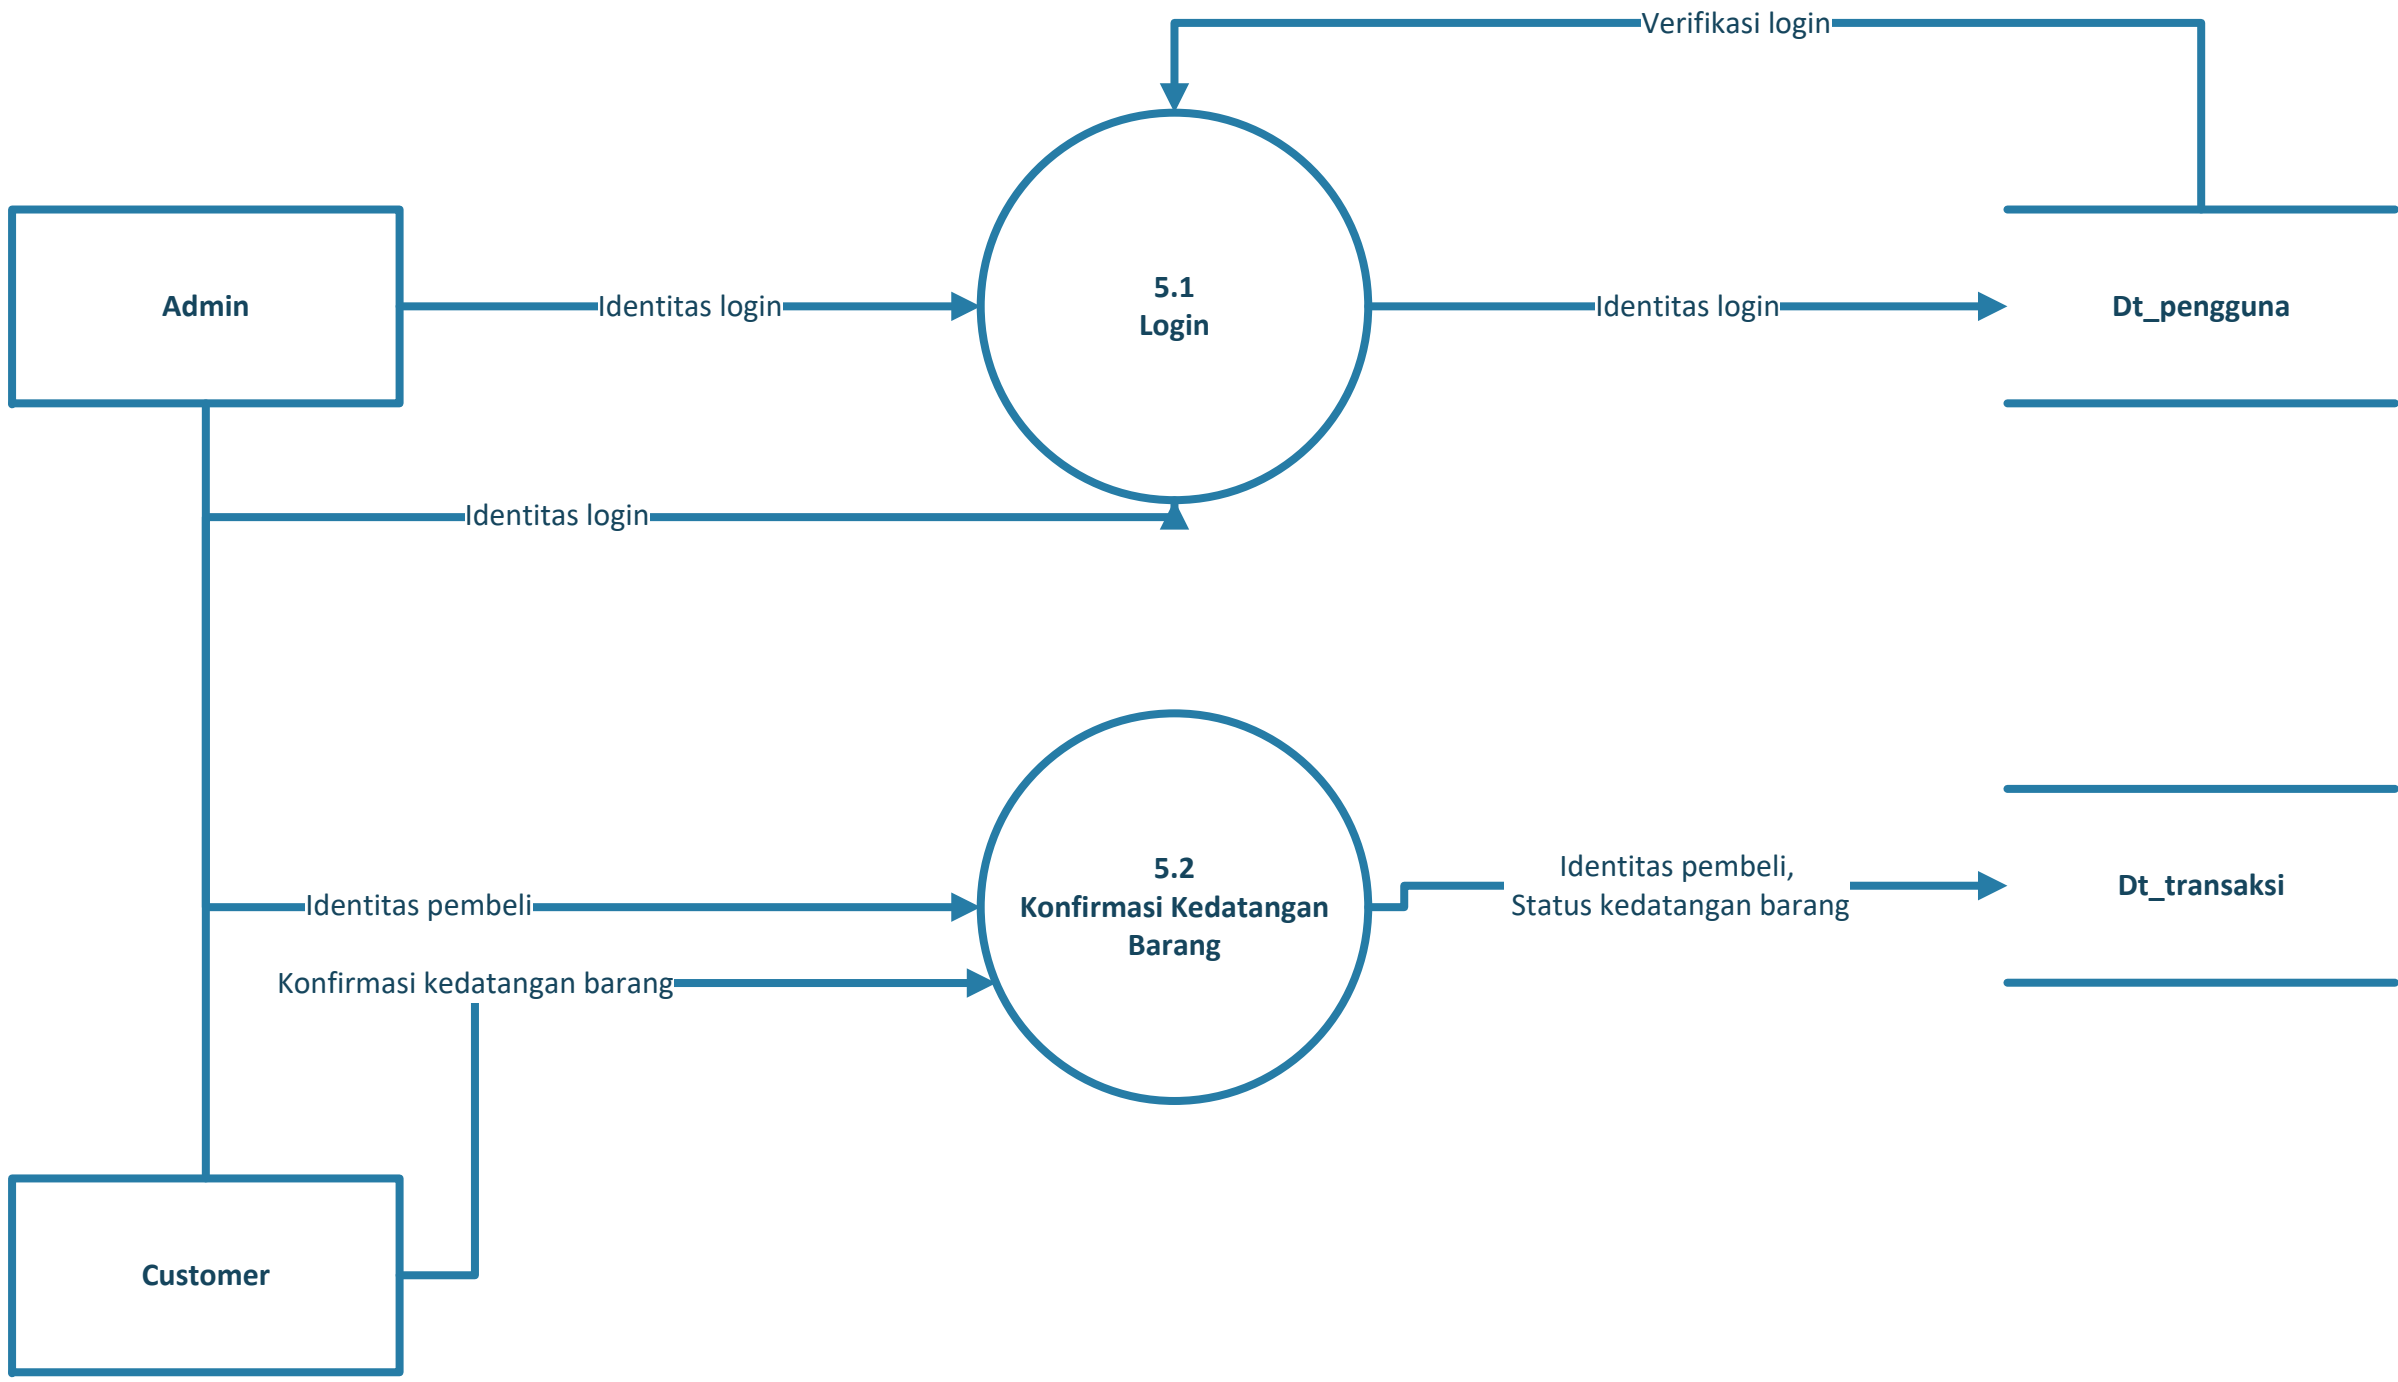 Verifikasi login
Admin
Identitas login
5.1
Login
Identitas login
Dt_pengguna
Identitas login
Identitas pembeli
5.2
Konfirmasi Kedatangan
Barang
Identitas pembeli,
Status kedatangan barang
Dt_transaksi
Konfirmasi kedatangan barang
Customer